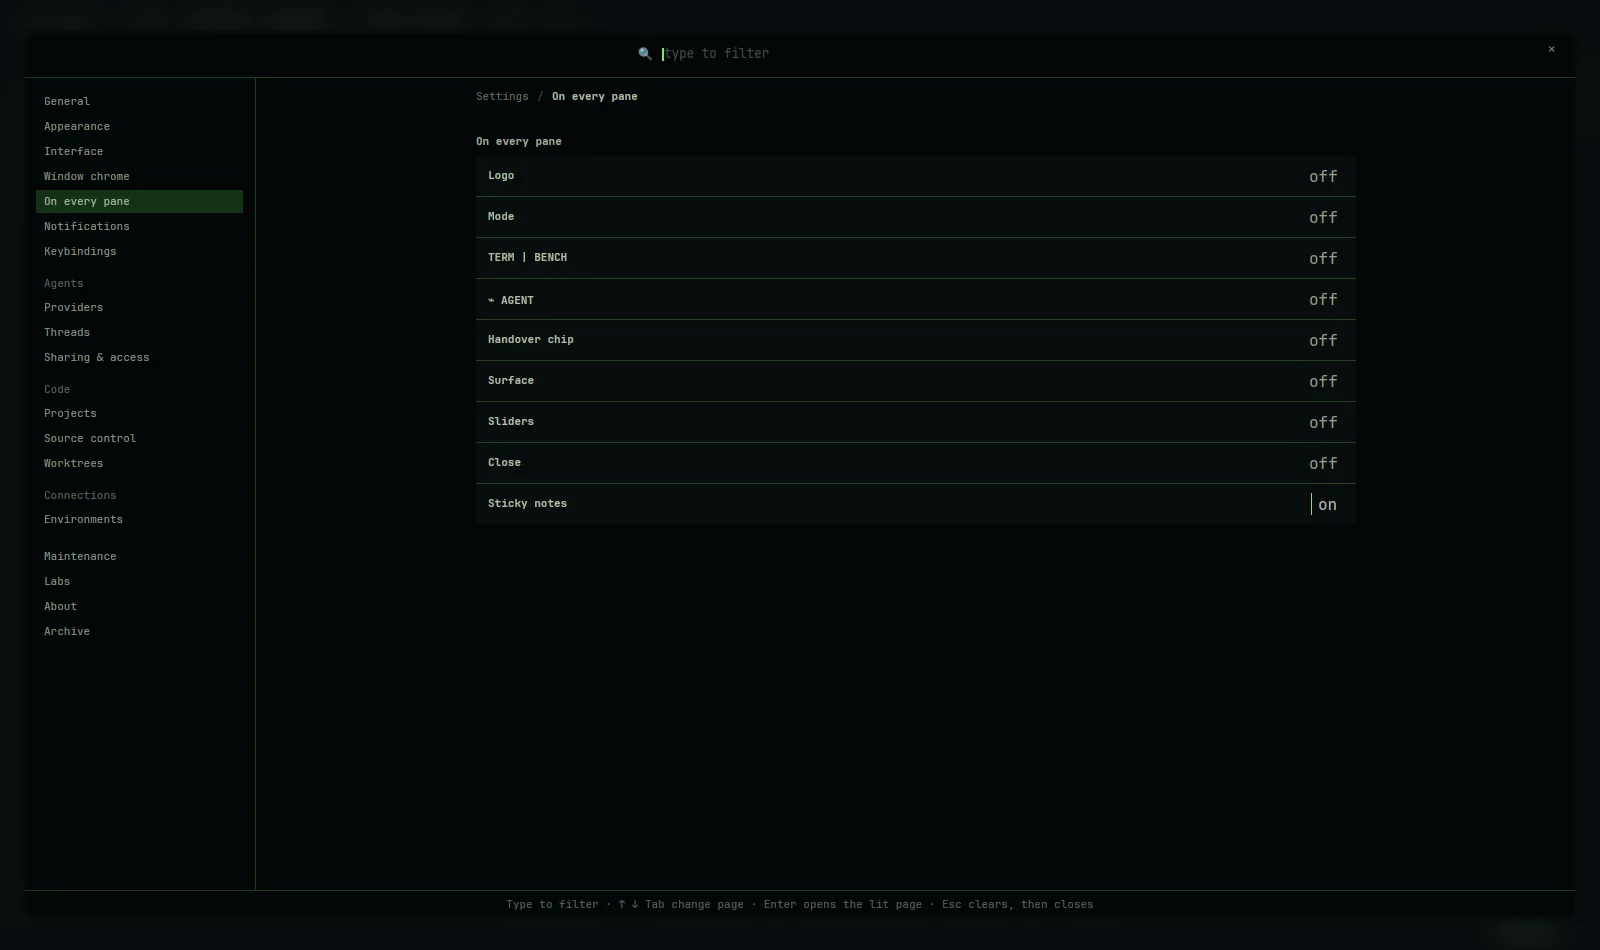 🔍 type to filter
×
General
Appearance
Interface
Window chrome
On every pane
Notifications
Keybindings
Agents
Providers
Threads
Sharing & access
Code
Projects
Source control
Worktrees
Connections
Environments
Maintenance
Labs
About
Archive
Settings / On every pane
On every pane
Logo off
Mode off
TERM | BENCH off
⌁ AGENT off
Handover chip off
Surface off
Sliders off
Close off
Sticky notes on
Type to filter · ↑ ↓ Tab change page · Enter opens the lit page · Esc clears, then closes